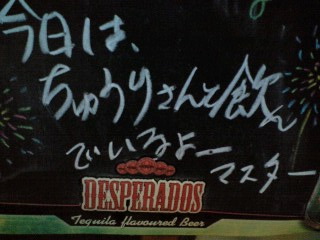 今日は、
ちゅうりさんと飲ん
でいるよー
マスター
DESPERADOS
Tequila flavoured Beer